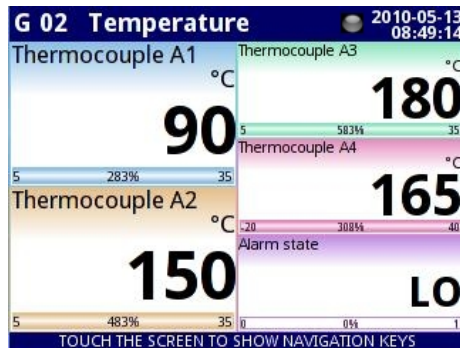 G 02 Temperature
2010-05-13
08:49:14
Thermocouple A1
°C
90
5 283% 35
Thermocouple A2
°C
150
5 483% 35
Thermocouple A3
°C
180
5 583% 35
Thermocouple A4
°C
165
-20 308% 40
Alarm state
LO
0 0% 1
TOUCH THE SCREEN TO SHOW NAVIGATION KEYS